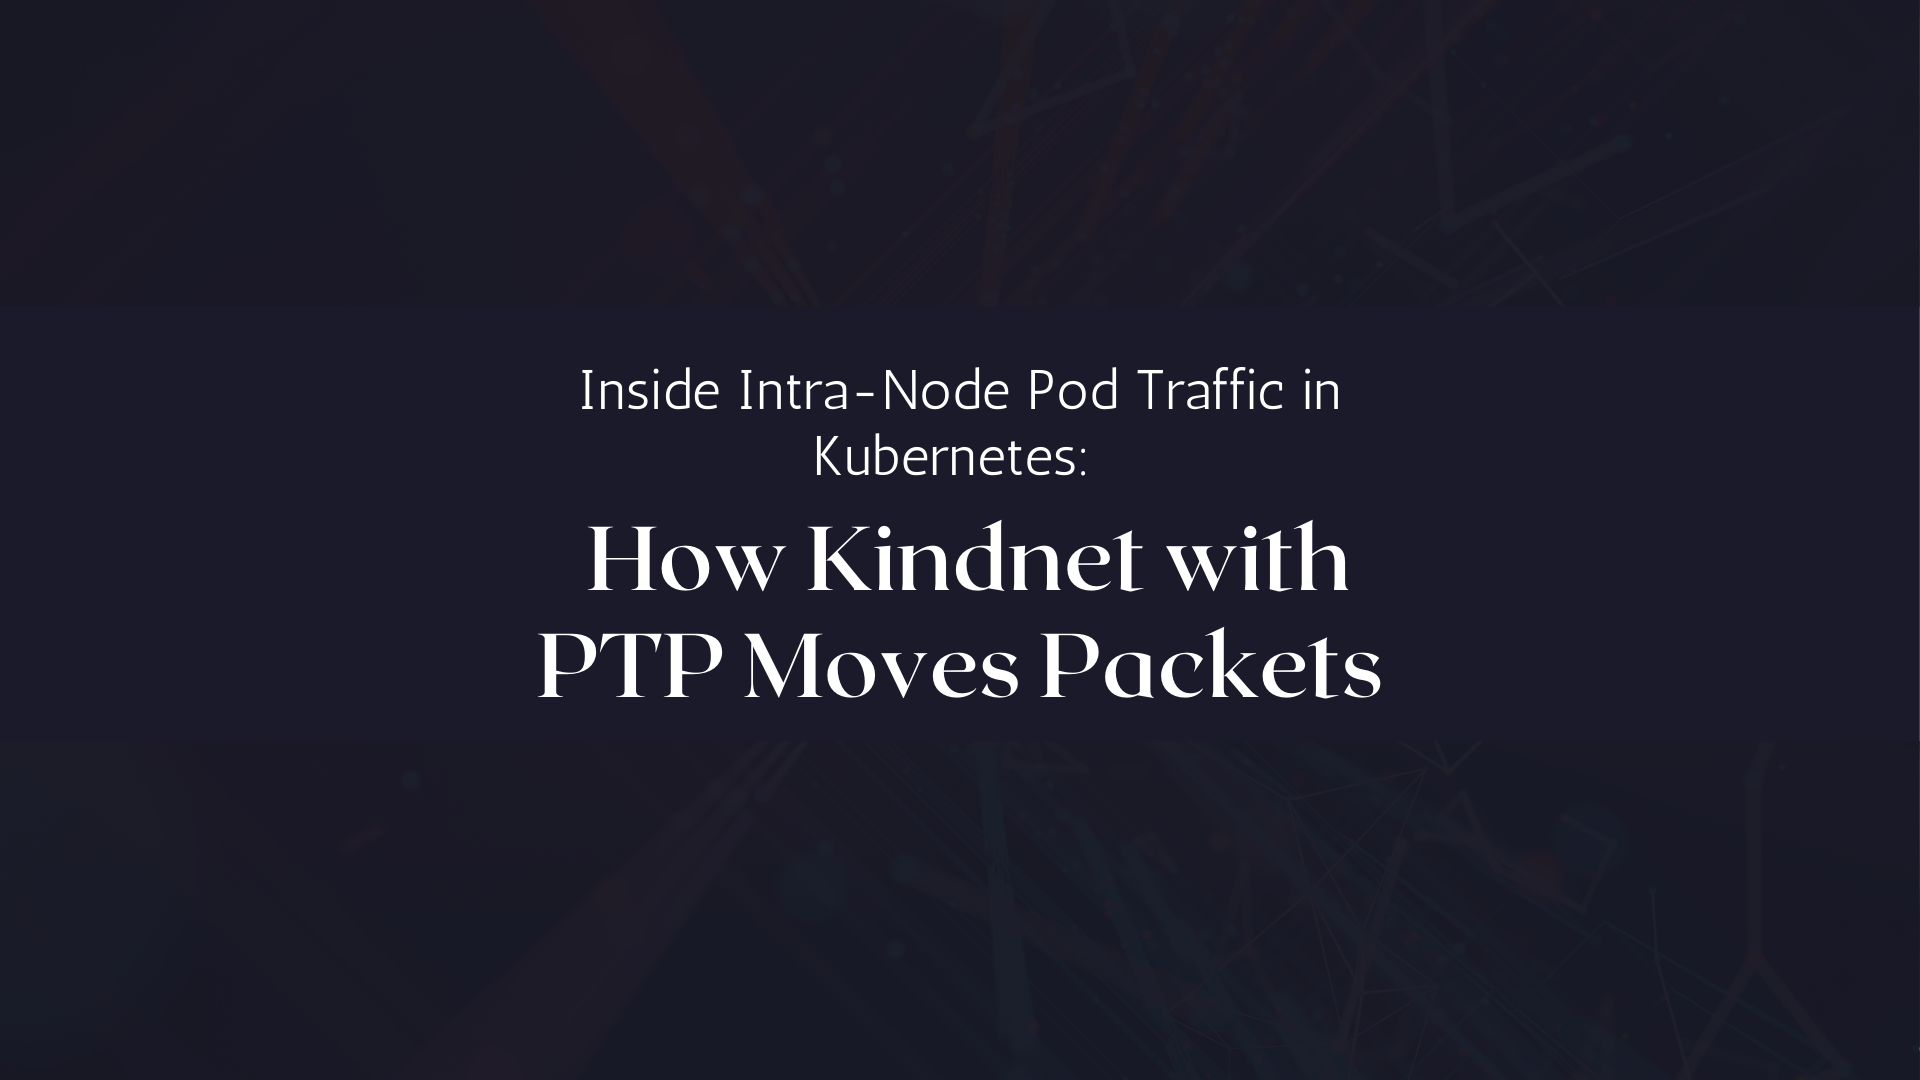 Inside Intra-Node Pod Traffic in
Kubernetes:
How Kindnet with
PTP Moves Packets